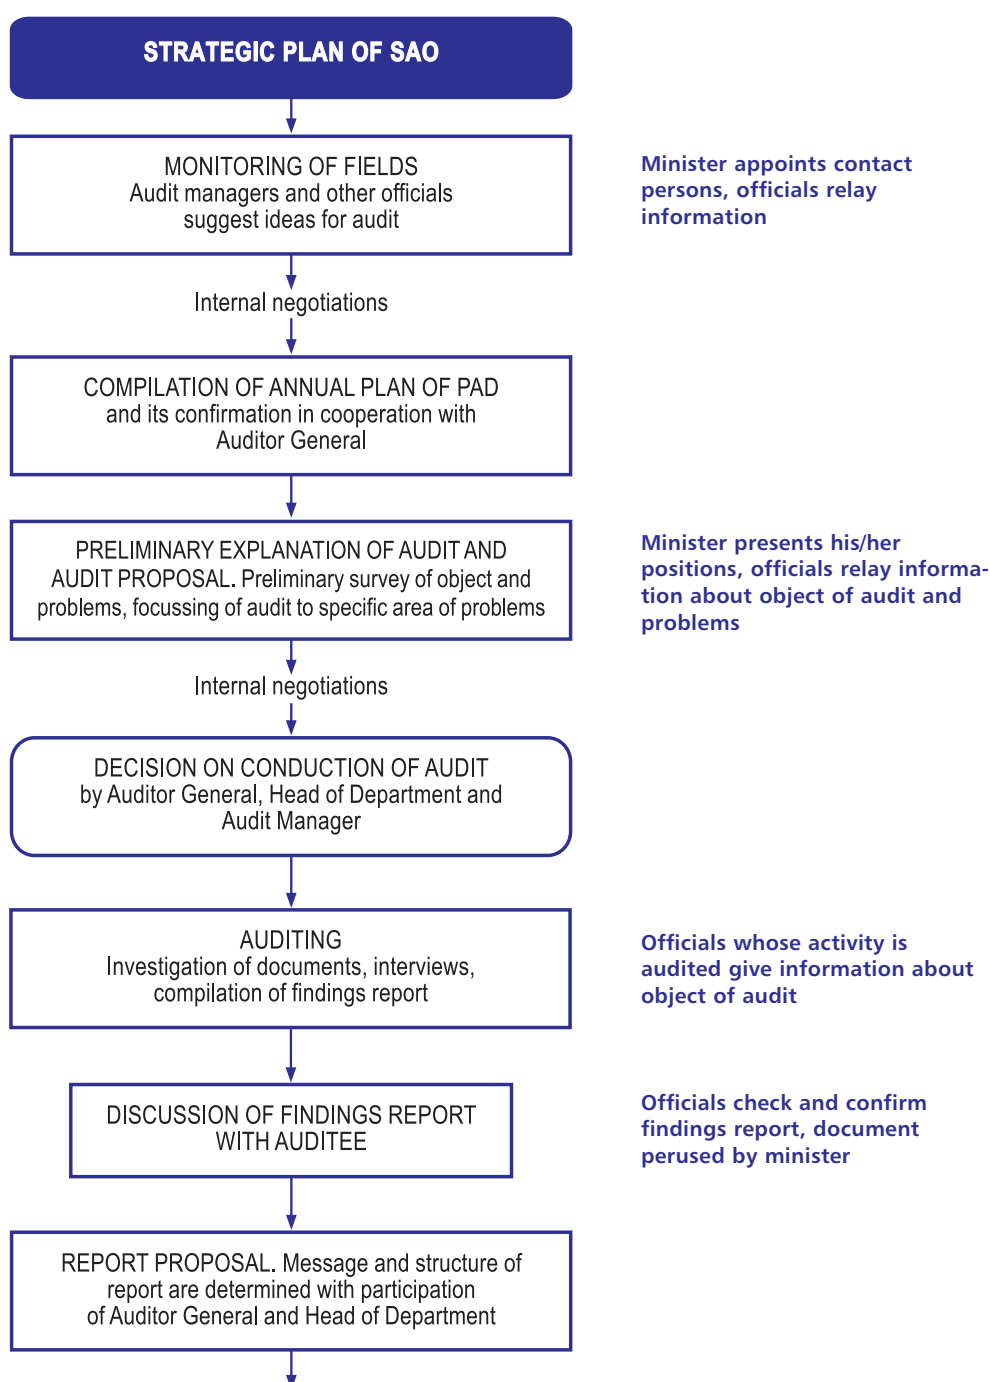 STRATEGIC PLAN OF SAO
MONITORING OF FIELDS
Audit managers and other officials
suggest ideas for audit
Minister appoints contact
persons, officials relay
information
Internal negotiations
COMPILATION OF ANNUAL PLAN OF PAD
and its confirmation in cooperation with
Auditor General
PRELIMINARY EXPLANATION OF AUDIT AND
AUDIT PROPOSAL. Preliminary survey of object and
problems, focussing of audit to specific area of problems
Minister presents his/her
positions, officials relay informa-
tion about object of audit and
problems
Internal negotiations
DECISION ON CONDUCTION OF AUDIT
by Auditor General, Head of Department and
Audit Manager
AUDITING
Investigation of documents, interviews,
compilation of findings report
Officials whose activity is
audited give information about
object of audit
DISCUSSION OF FINDINGS REPORT
WITH AUDITEE
Officials check and confirm
findings report, document
perused by minister
REPORT PROPOSAL. Message and structure of
report are determined with participation
of Auditor General and Head of Department